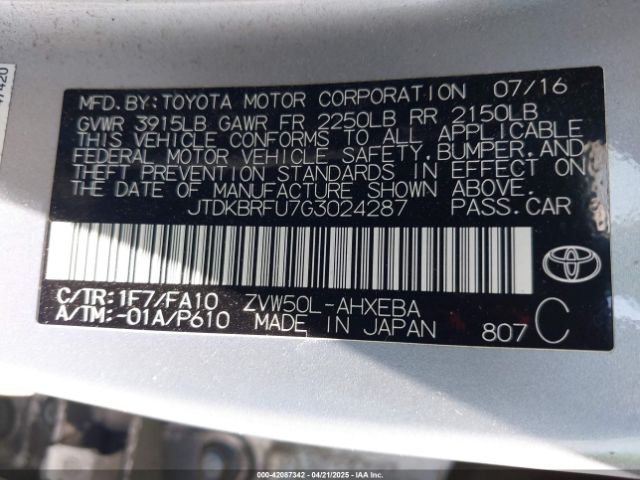 MFD.BY:TOYOTA MOTOR CORPORATION 07/16
GVWR 3915LB GAWR FR 2250LB RR 2150LB
THIS VEHICLE CONFORMS TO ALL APPLICABLE
FEDERAL MOTOR VEHICLE SAFETY,BUMPER,AND
THEFT PREVENTION STANDARDS IN EFFECT ON
THE DATE OF MANUFACTURE SHOWN ABOVE.
JTDKBRFU7G3024287 PASS.CAR
C/TR:1F7/FA10 ZVW50L-AHXEBA
A/TM:-01A/P610 MADE IN JAPAN 807 C
TOYOTA
000-42087342 - 04/21/2025 - IAAI.COM